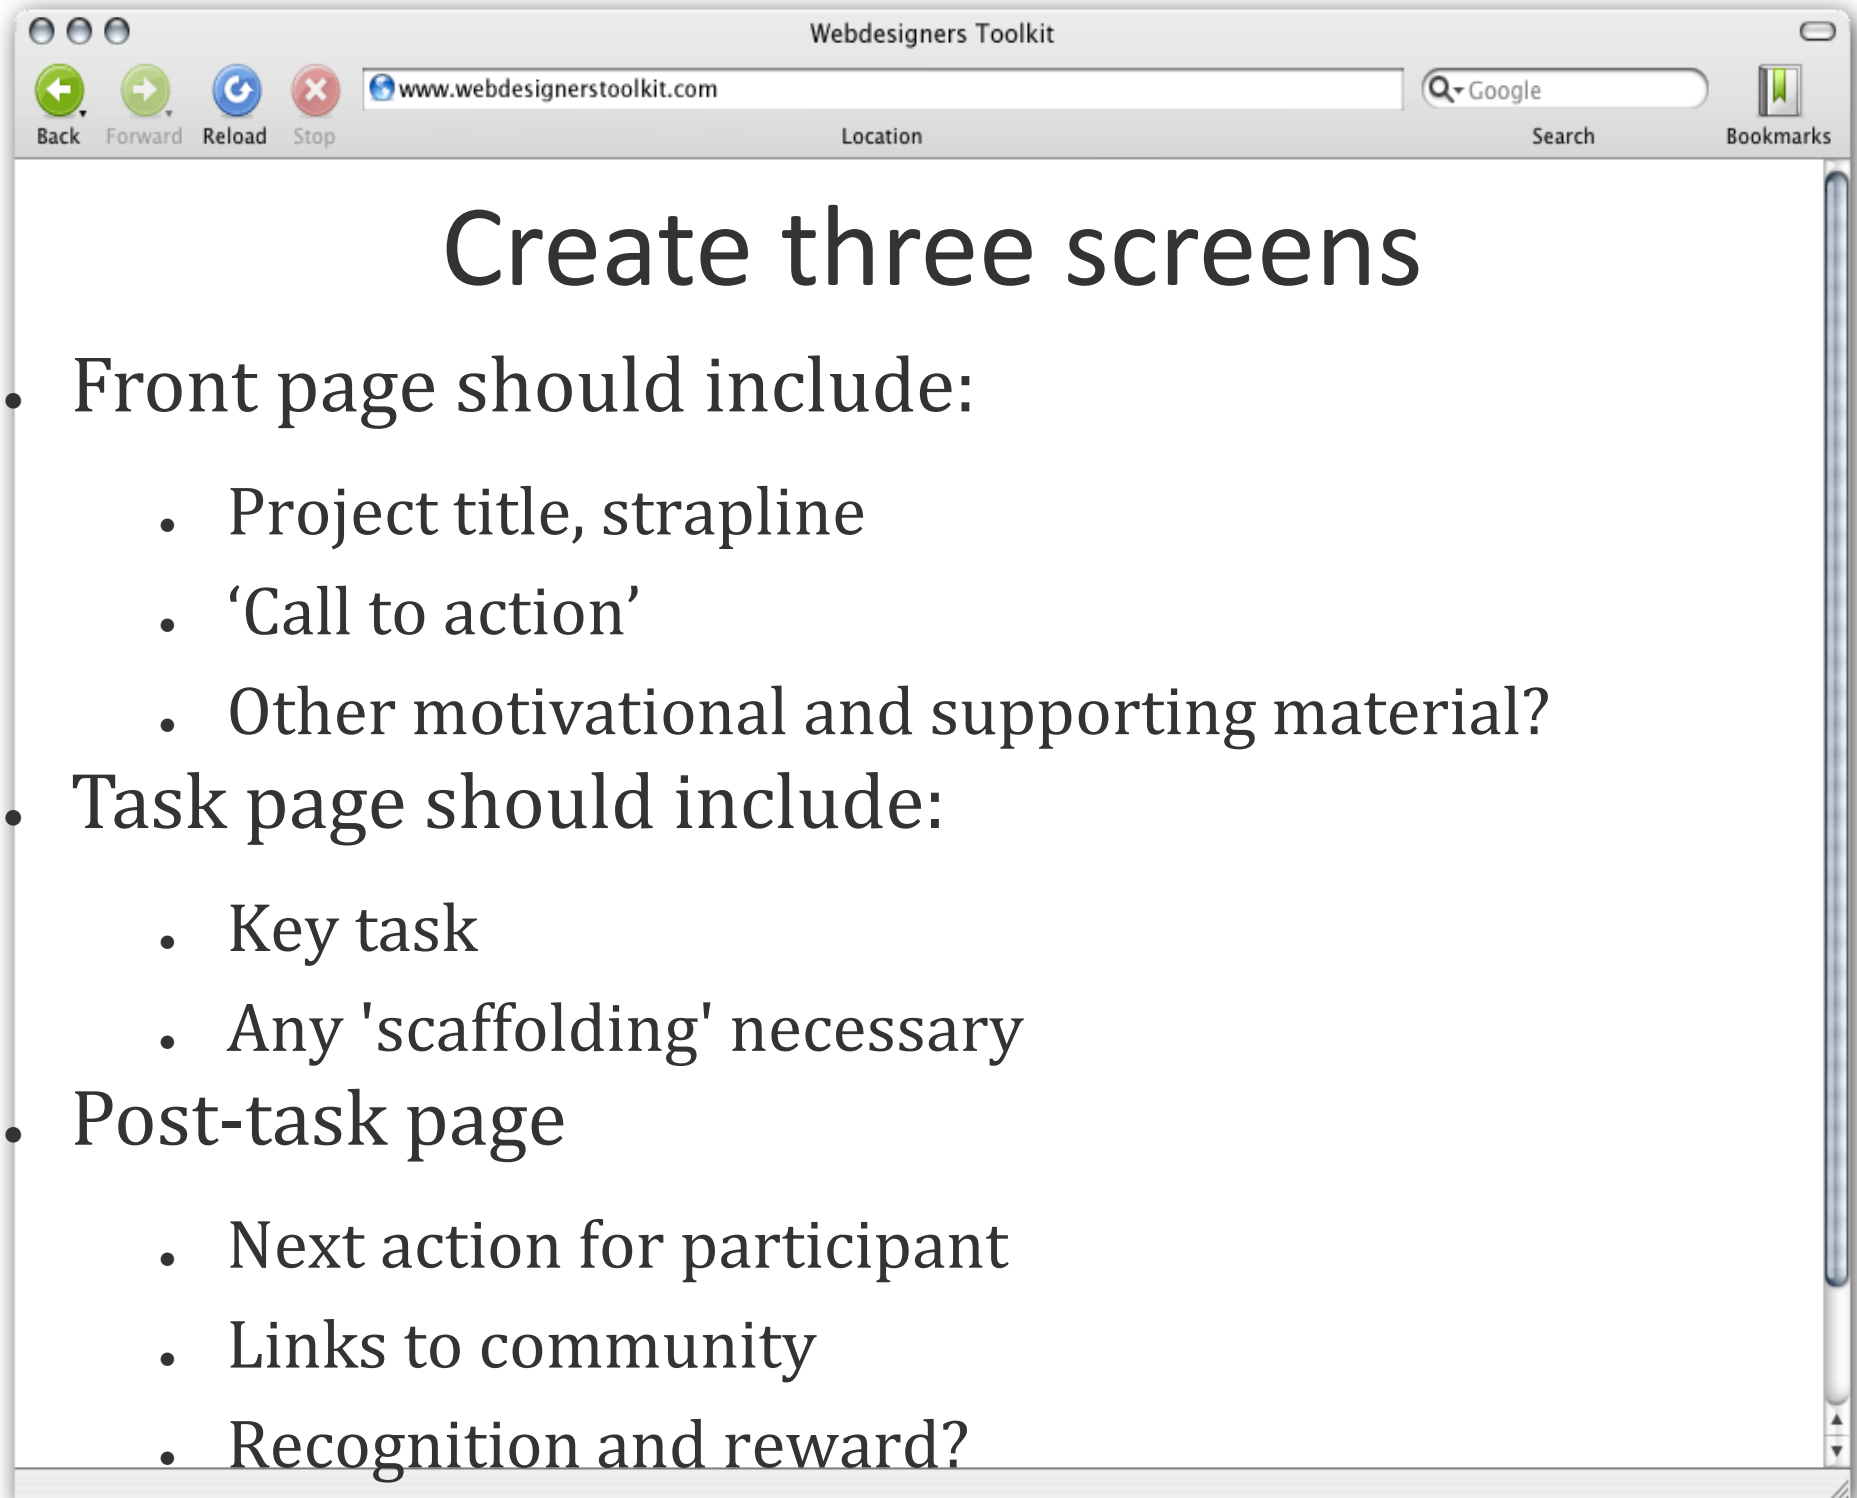 Webdesigners Toolkit
www.webdesignerstoolkit.com
Google
Back Forward Reload Stop Location Search Bookmarks
Create three screens
• Front page should include:
• Project title, strapline
• ‘Call to action’
• Other motivational and supporting material?
• Task page should include:
• Key task
• Any 'scaffolding' necessary
• Post-task page
• Next action for participant
• Links to community
• Recognition and reward?